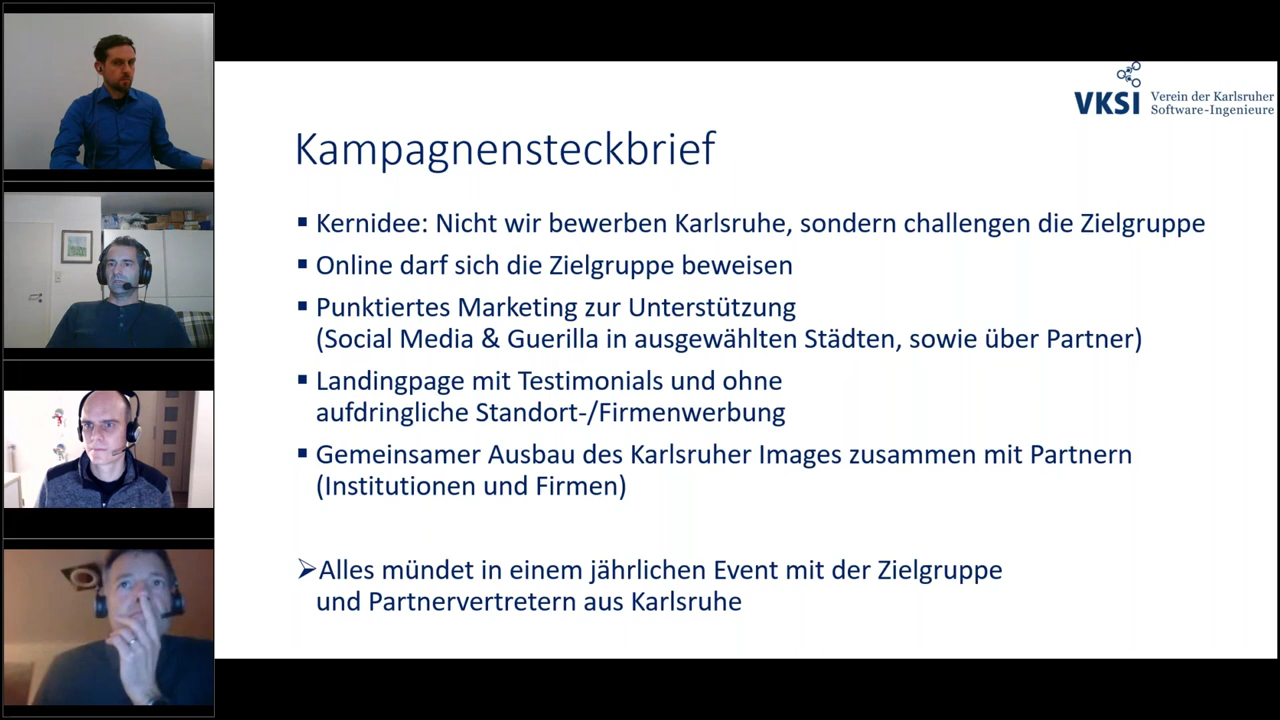 VKSI Verein der Karlsruher
Software-Ingenieure
Kampagnensteckbrief
▪ Kernidee: Nicht wir bewerben Karlsruhe, sondern challengen die Zielgruppe
▪ Online darf sich die Zielgruppe beweisen
▪ Punktiertes Marketing zur Unterstützung
(Social Media & Guerilla in ausgewählten Städten, sowie über Partner)
▪ Landingpage mit Testimonials und ohne
aufdringliche Standort-/Firmenwerbung
▪ Gemeinsamer Ausbau des Karlsruher Images zusammen mit Partnern
(Institutionen und Firmen)
➢Alles mündet in einem jährlichen Event mit der Zielgruppe
und Partnervertretern aus Karlsruhe